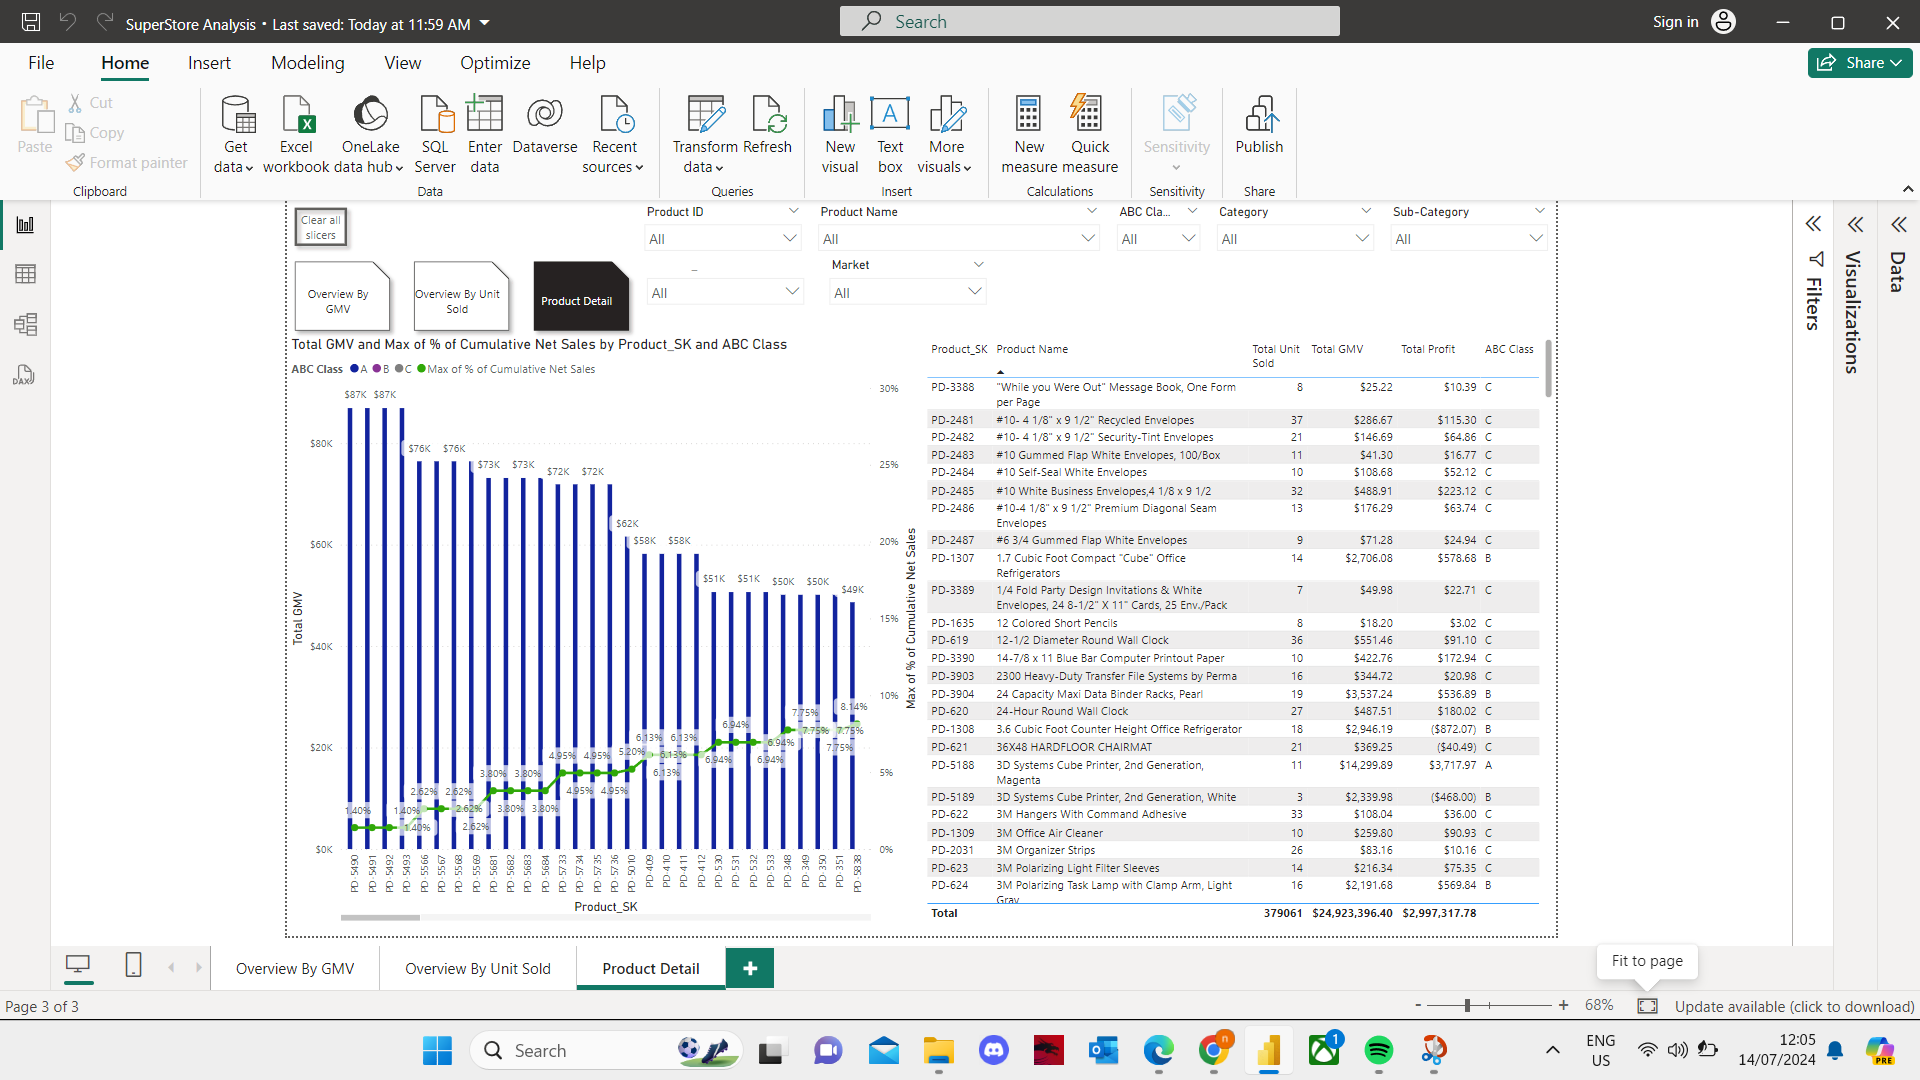 SuperStore Analysis • Last saved: Today at 11:59 AM
Search
Sign in
File
Home
Insert
Modeling
View
Optimize
Help
Share
Paste
Cut
Copy
Format painter
Clipboard
Get data
Excel workbook
OneLake data hub
SQL Server
Enter data
Dataverse
Recent sources
Data
Transform data
Refresh
Queries
New visual
Text box
More visuals
Insert
New measure
Quick measure
Calculations
Sensitivity
Sensitivity
Publish
Share
Clear all slicers
Product ID
All
Product Name
All
ABC Cla...
All
Category
All
Sub-Category
All
_
All
Market
All
Overview By GMV
Overview By Unit Sold
Product Detail
Total GMV and Max of % of Cumulative Net Sales by Product_SK and ABC Class
ABC Class A B C Max of % of Cumulative Net Sales
Total GMV
$80K
$60K
$40K
$20K
$0K
$87K $87K
$76K $76K
$73K $73K
$72K $72K
$62K
$58K $58K
$51K $51K
$50K $50K
$49K
1.40% 1.40% 1.40%
2.62% 2.62% 2.62% 2.62%
3.80% 3.80% 3.80% 3.80%
4.95% 4.95% 4.95% 4.95%
5.20%
6.13% 6.13% 6.13% 6.13%
6.94% 6.94% 6.94% 6.94%
7.75% 7.75% 7.75% 7.75%
8.14%
30%
25%
20%
15%
10%
5%
0%
Max of % of Cumulative Net Sales
PD-5490 PD-5491 PD-5492 PD-5493 PD-5566 PD-5567 PD-5568 PD-5569 PD-5681 PD-5682 PD-5683 PD-5684 PD-5733 PD-5734 PD-5735 PD-5736 PD-5010 PD-409 PD-410 PD-411 PD-412 PD-530 PD-531 PD-532 PD-533 PD-348 PD-349 PD-350 PD-351 PD-5838
Product_SK
Product_SK Product Name Total Unit Sold Total GMV Total Profit ABC Class
PD-3388 "While you Were Out" Message Book, One Form per Page 8 $25.22 $10.39 C
PD-2481 #10- 4 1/8" x 9 1/2" Recycled Envelopes 37 $286.67 $115.30 C
PD-2482 #10- 4 1/8" x 9 1/2" Security-Tint Envelopes 21 $146.69 $64.86 C
PD-2483 #10 Gummed Flap White Envelopes, 100/Box 11 $41.30 $16.77 C
PD-2484 #10 Self-Seal White Envelopes 10 $108.68 $52.12 C
PD-2485 #10 White Business Envelopes,4 1/8 x 9 1/2 32 $488.91 $223.12 C
PD-2486 #10-4 1/8" x 9 1/2" Premium Diagonal Seam Envelopes 13 $176.29 $63.74 C
PD-2487 #6 3/4 Gummed Flap White Envelopes 9 $71.28 $24.94 C
PD-1307 1.7 Cubic Foot Compact "Cube" Office Refrigerators 14 $2,706.08 $578.68 B
PD-3389 1/4 Fold Party Design Invitations & White Envelopes, 24 8-1/2" X 11" Cards, 25 Env./Pack 7 $49.98 $22.71 C
PD-1635 12 Colored Short Pencils 8 $18.20 $3.02 C
PD-619 12-1/2 Diameter Round Wall Clock 36 $551.46 $91.10 C
PD-3390 14-7/8 x 11 Blue Bar Computer Printout Paper 10 $422.76 $172.94 C
PD-3903 2300 Heavy-Duty Transfer File Systems by Perma 16 $344.72 $20.98 C
PD-3904 24 Capacity Maxi Data Binder Racks, Pearl 19 $3,537.24 $536.89 B
PD-620 24-Hour Round Wall Clock 27 $487.51 $180.02 C
PD-1308 3.6 Cubic Foot Counter Height Office Refrigerator 18 $2,946.19 ($872.07) B
PD-621 36X48 HARDFLOOR CHAIRMAT 21 $369.25 ($40.49) C
PD-5188 3D Systems Cube Printer, 2nd Generation, Magenta 11 $14,299.89 $3,717.97 A
PD-5189 3D Systems Cube Printer, 2nd Generation, White 3 $2,339.98 ($468.00) B
PD-622 3M Hangers With Command Adhesive 33 $108.04 $36.00 C
PD-1309 3M Office Air Cleaner 10 $259.80 $90.93 C
PD-2031 3M Organizer Strips 26 $83.16 $10.16 C
PD-623 3M Polarizing Light Filter Sleeves 14 $216.34 $75.35 C
PD-624 3M Polarizing Task Lamp with Clamp Arm, Light Gray 16 $2,191.68 $569.84 B
Total 379061 $24,923,396.40 $2,997,317.78
Filters
Visualizations
Data
DAX
Overview By GMV
Overview By Unit Sold
Product Detail
+
Fit to page
Page 3 of 3
- + 68%
Update available (click to download)
Search
n
1
ENG
US
12:05
14/07/2024
PRE